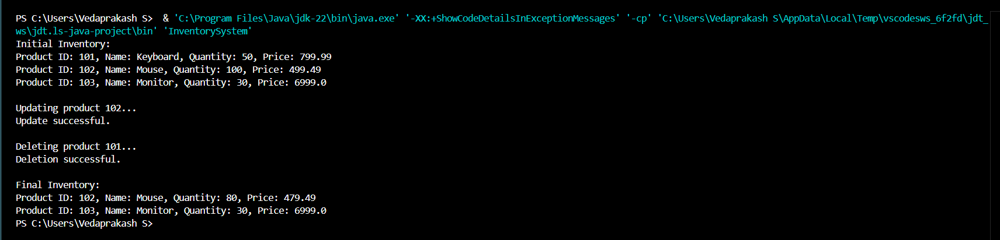 PS C:\Users\Vedaprakash S>  & 'C:\Program Files\Java\jdk-22\bin\java.exe' '-XX:+ShowCodeDetailsInExceptionMessages' '-cp' 'C:\Users\Vedaprakash S\AppData\Local\Temp\vscodesws_6f2fd\jdt_
ws\jdt.ls-java-project\bin' 'InventorySystem'
Initial Inventory:
Product ID: 101, Name: Keyboard, Quantity: 50, Price: 799.99
Product ID: 102, Name: Mouse, Quantity: 100, Price: 499.49
Product ID: 103, Name: Monitor, Quantity: 30, Price: 6999.0
Updating product 102...
Update successful.
Deleting product 101...
Deletion successful.
Final Inventory:
Product ID: 102, Name: Mouse, Quantity: 80, Price: 479.49
Product ID: 103, Name: Monitor, Quantity: 30, Price: 6999.0
PS C:\Users\Vedaprakash S>